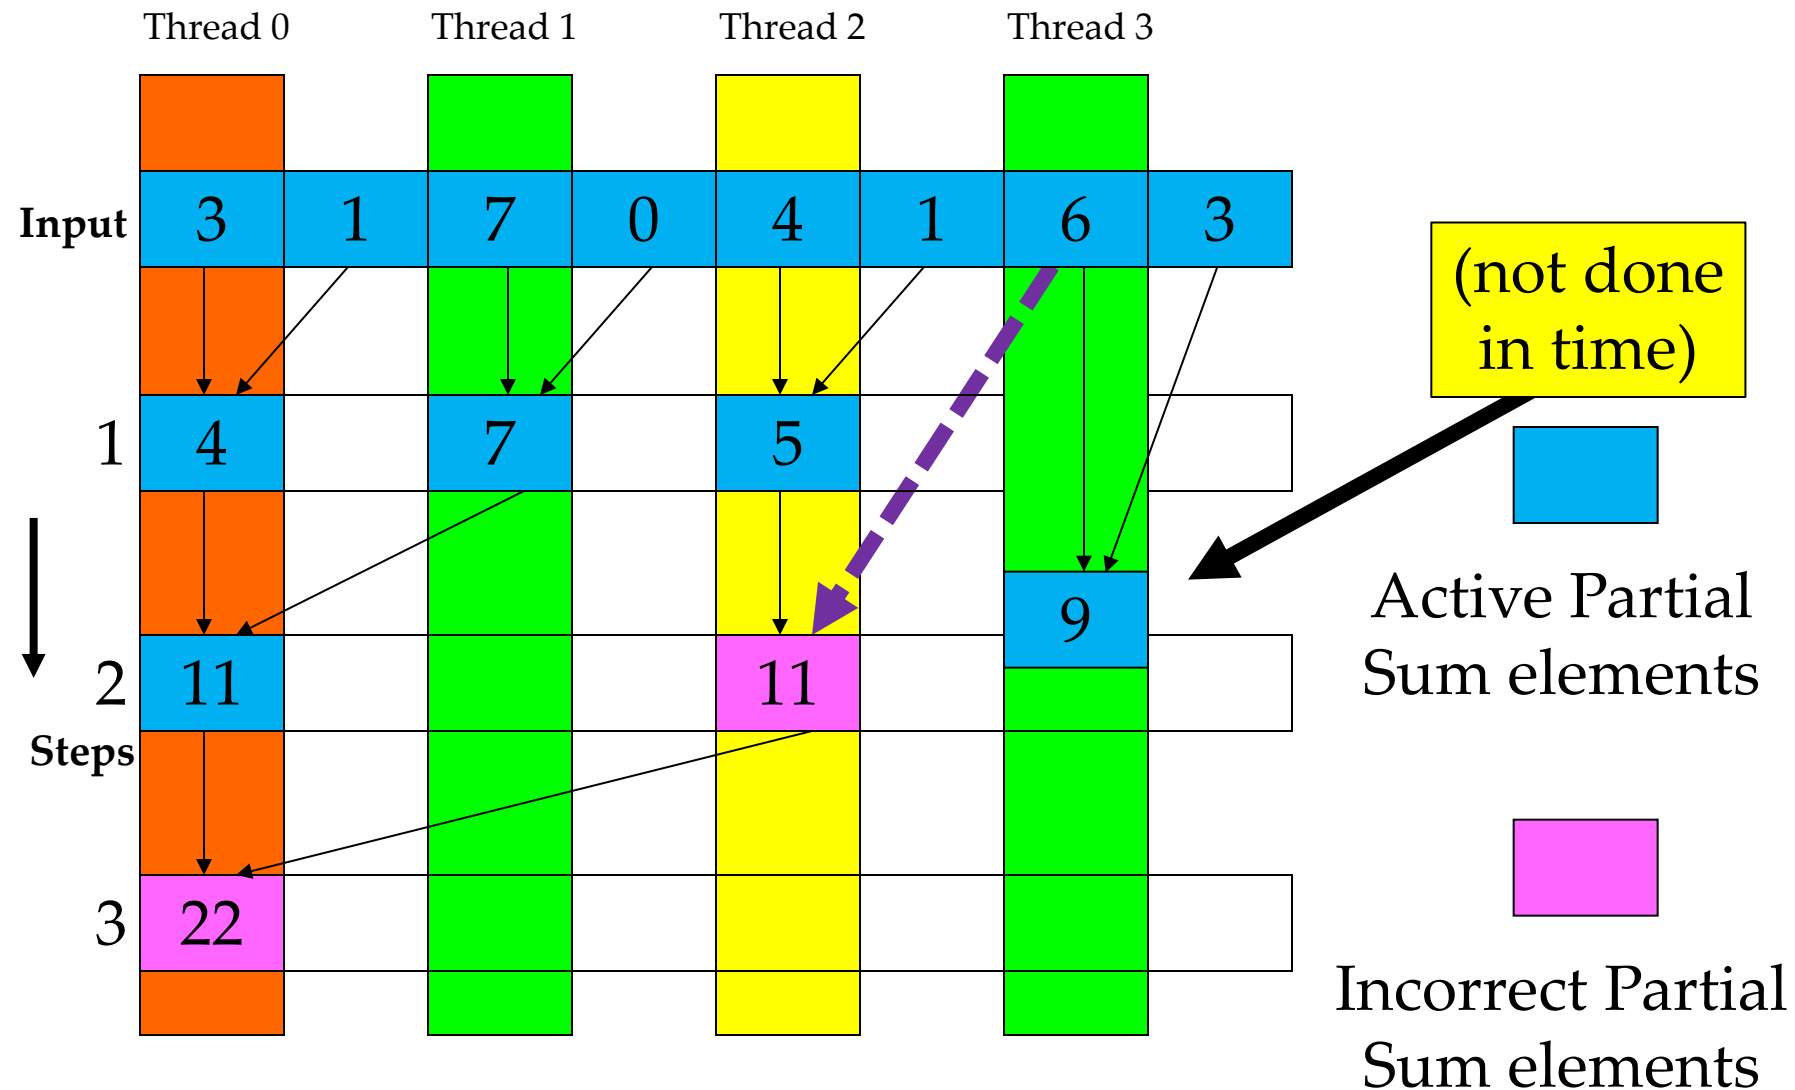 Thread 0 Thread 1 Thread 2 Thread 3
Input 3 1 7 0 4 1 6 3
(not done
in time)
1 4 7 5
Active Partial
Sum elements
9
2 11 11
Steps
3 22
Incorrect Partial
Sum elements